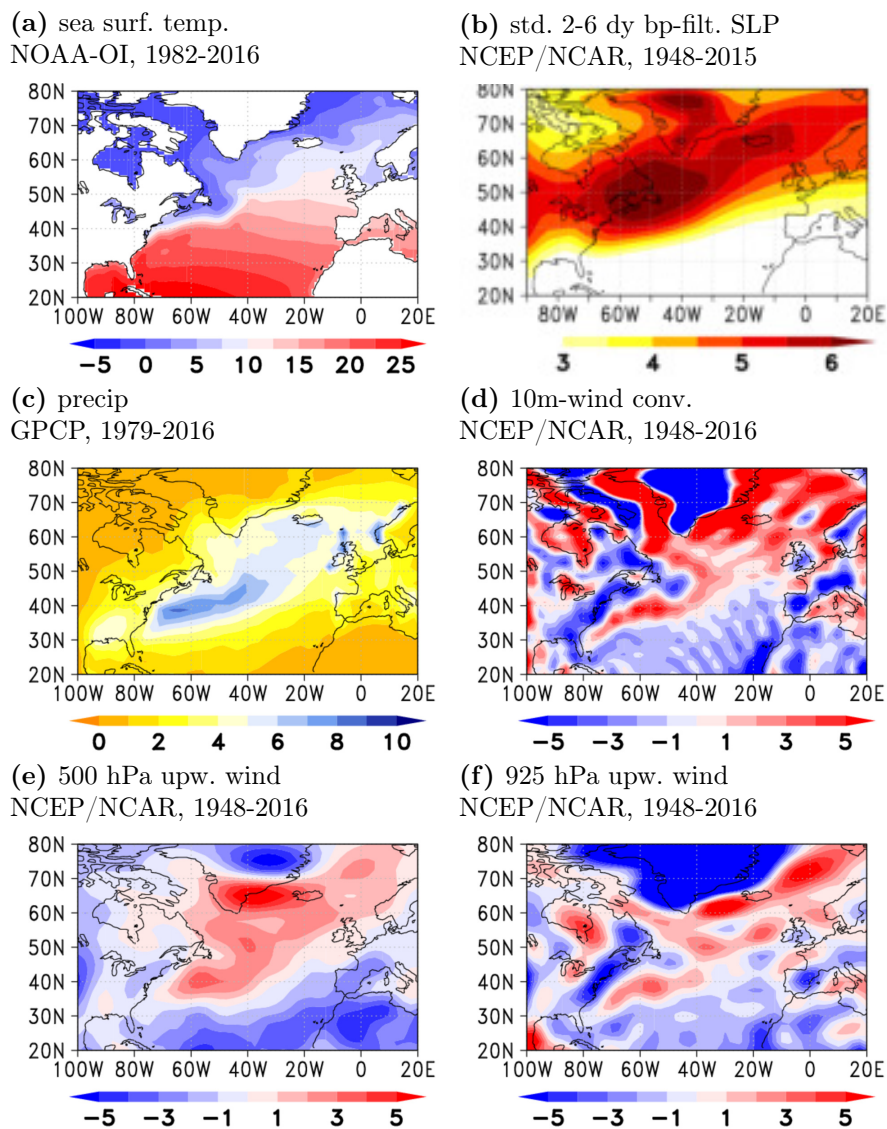 (a) sea surf. temp.
NOAA-OI, 1982-2016
(b) std. 2-6 dy bp-filt. SLP
NCEP/NCAR, 1948-2015
80N
70N
60N
50N
40N
30N
20N
100W 80W 60W 40W 20W 0 20E
-5 0 5 10 15 20 25
80N
70N
60N
50N
40N
30N
20N
80W 60W 40W 20W 0 20E
3 4 5 6
(c) precip
GPCP, 1979-2016
(d) 10m-wind conv.
NCEP/NCAR, 1948-2016
80N
70N
60N
50N
40N
30N
20N
100W 80W 60W 40W 20W 0 20E
0 2 4 6 8 10
80N
70N
60N
50N
40N
30N
20N
100W 80W 60W 40W 20W 0 20E
-5 -3 -1 1 3 5
(e) 500 hPa upw. wind
NCEP/NCAR, 1948-2016
(f) 925 hPa upw. wind
NCEP/NCAR, 1948-2016
80N
70N
60N
50N
40N
30N
20N
100W 80W 60W 40W 20W 0 20E
-5 -3 -1 1 3 5
80N
70N
60N
50N
40N
30N
20N
100W 80W 60W 40W 20W 0 20E
-5 -3 -1 1 3 5